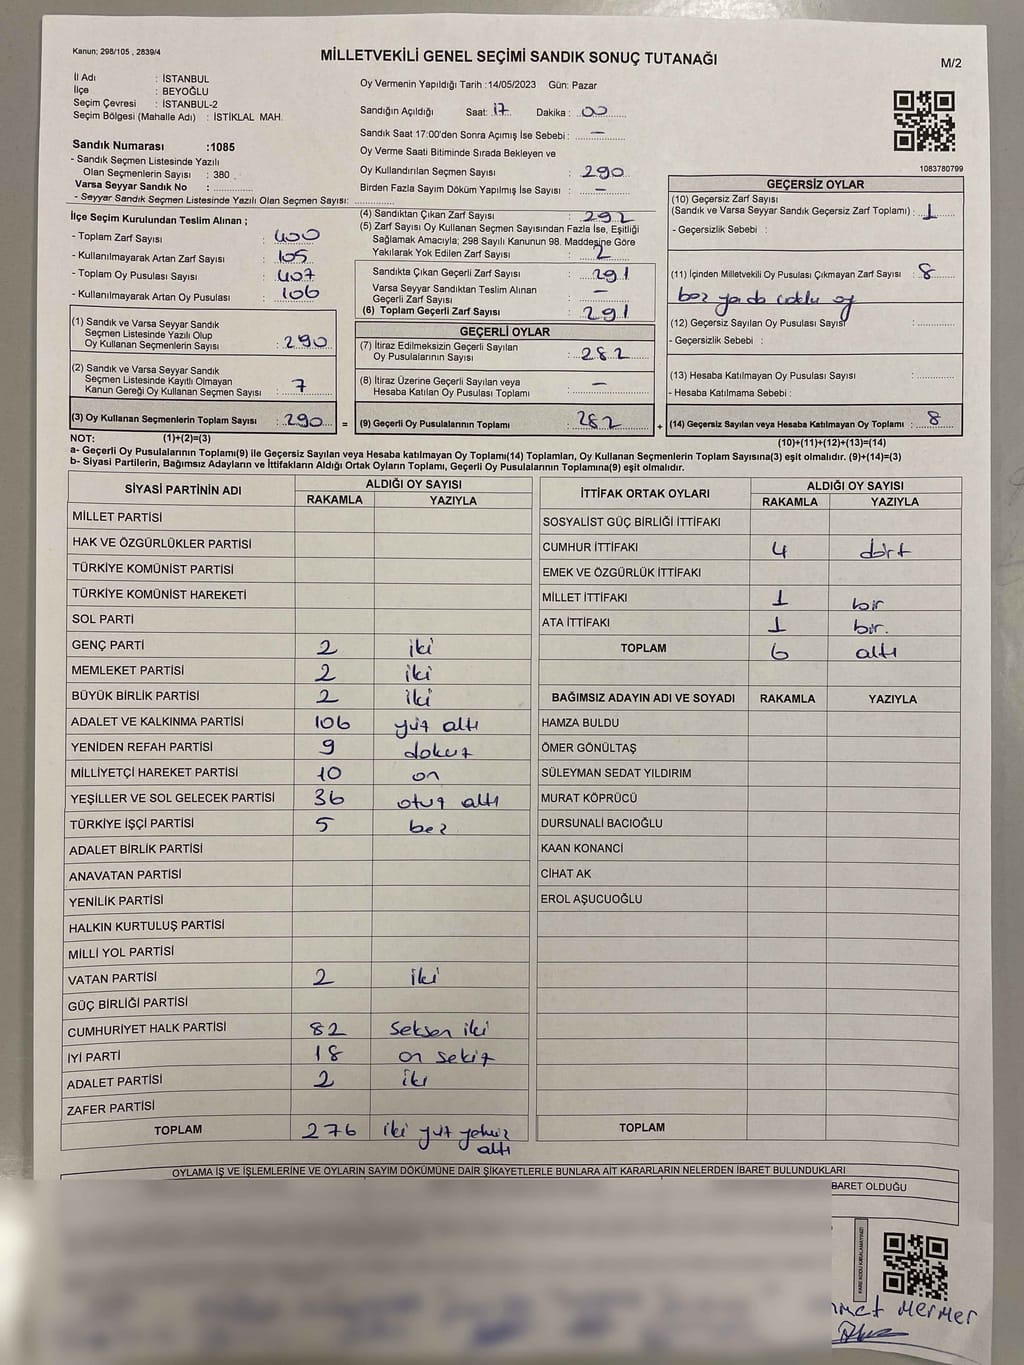 Kanun; 298/105 , 2839/4
MİLLETVEKİLİ GENEL SEÇİMİ SANDIK SONUÇ TUTANAĞI
M/2
İl Adı : İSTANBUL
İlçe : BEYOĞLU
Seçim Çevresi : İSTANBUL-2
Seçim Bölgesi (Mahalle Adı) : İSTİKLAL MAH.
Oy Vermenin Yapıldığı Tarih :14/05/2023 Gün: Pazar
Sandığın Açıldığı Saat: 17 Dakika : 00
Sandık Saat 17:00'den Sonra Açımış İse Sebebi : –
Oy Verme Saati Bitiminde Sırada Bekleyen ve
Oy Kullandırılan Seçmen Sayısı : 290
Birden Fazla Sayım Döküm Yapılmış İse Sayısı : –
1083780799
Sandık Numarası :1085
- Sandık Seçmen Listesinde Yazılı
Olan Seçmenlerin Sayısı : 380
Varsa Seyyar Sandık No :
- Seyyar Sandık Seçmen Listesinde Yazılı Olan Seçmen Sayısı:
İlçe Seçim Kurulundan Teslim Alınan ;
- Toplam Zarf Sayısı : 400
- Kullanılmayarak Artan Zarf Sayısı : 105
- Toplam Oy Pusulası Sayısı : 407
- Kullanılmayarak Artan Oy Pusulası : 106
(1) Sandık ve Varsa Seyyar Sandık
Seçmen Listesinde Yazılı Olup
Oy Kullanan Seçmenlerin Sayısı : 290
(2) Sandık ve Varsa Seyyar Sandık
Seçmen Listesinde Kayıtlı Olmayan
Kanun Gereği Oy Kullanan Seçmen Sayısı : 7
(3) Oy Kullanan Seçmenlerin Toplam Sayısı : 290 =
(4) Sandıktan Çıkan Zarf Sayısı : 292
(5) Zarf Sayısı Oy Kullanan Seçmen Sayısından Fazla İse, Eşitliği
Sağlamak Amacıyla; 298 Sayılı Kanunun 98. Maddesine Göre
Yakılarak Yok Edilen Zarf Sayısı : 2
Sandıkta Çıkan Geçerli Zarf Sayısı : 291
Varsa Seyyar Sandıktan Teslim Alınan
Geçerli Zarf Sayısı : –
(6) Toplam Geçerli Zarf Sayısı : 291
GEÇERLİ OYLAR
(7) İtiraz Edilmeksizin Geçerli Sayılan
Oy Pusulalarının Sayısı : 282
(8) İtiraz Üzerine Geçerli Sayılan veya
Hesaba Katılan Oy Pusulası Toplamı : –
(9) Geçerli Oy Pusulalarının Toplamı : 282 +
GEÇERSİZ OYLAR
(10) Geçersiz Zarf Sayısı
(Sandık ve Varsa Seyyar Sandık Geçersiz Zarf Toplamı) : 1
- Geçersizlik Sebebi :
(11) İçinden Milletvekili Oy Pusulası Çıkmayan Zarf Sayısı : 8
boş ya da çoklu oy
(12) Geçersiz Sayılan Oy Pusulası Sayısı :
- Geçersizlik Sebebi :
(13) Hesaba Katılmayan Oy Pusulası Sayısı :
- Hesaba Katılmama Sebebi :
(14) Geçersiz Sayılan veya Hesaba Katılmayan Oy Toplamı : 8
NOT: (1)+(2)=(3)
(10)+(11)+(12)+(13)=(14)
a- Geçerli Oy Pusulalarının Toplamı(9) ile Geçersiz Sayılan veya Hesaba katılmayan Oy Toplamı(14) Toplamları, Oy Kullanan Seçmenlerin Toplam Sayısına(3) eşit olmalıdır. (9)+(14)=(3)
b- Siyasi Partilerin, Bağımsız Adayların ve İttifakların Aldığı Ortak Oyların Toplamı, Geçerli Oy Pusulalarının Toplamına(9) eşit olmalıdır.
SİYASİ PARTİNİN ADI
ALDIĞI OY SAYISI
RAKAMLA YAZIYLA
MİLLET PARTİSİ
HAK VE ÖZGÜRLÜKLER PARTİSİ
TÜRKİYE KOMÜNİST PARTİSİ
TÜRKİYE KOMÜNİST HAREKETİ
SOL PARTİ
GENÇ PARTİ 2 iki
MEMLEKET PARTİSİ 2 iki
BÜYÜK BİRLİK PARTİSİ 2 iki
ADALET VE KALKINMA PARTİSİ 106 yüz altı
YENİDEN REFAH PARTİSİ 9 dokuz
MİLLİYETÇİ HAREKET PARTİSİ 10 on
YEŞİLLER VE SOL GELECEK PARTİSİ 36 otuz altı
TÜRKİYE İŞÇİ PARTİSİ 5 beş
ADALET BİRLİK PARTİSİ
ANAVATAN PARTİSİ
YENİLİK PARTİSİ
HALKIN KURTULUŞ PARTİSİ
MİLLİ YOL PARTİSİ
VATAN PARTİSİ 2 iki
GÜÇ BİRLİĞİ PARTİSİ
CUMHURİYET HALK PARTİSİ 82 seksen iki
İYİ PARTİ 18 on sekiz
ADALET PARTİSİ 2 iki
ZAFER PARTİSİ
TOPLAM 276 iki yüz yetmiş
altı
İTTİFAK ORTAK OYLARI
ALDIĞI OY SAYISI
RAKAMLA YAZIYLA
SOSYALİST GÜÇ BİRLİĞİ İTTİFAKI
CUMHUR İTTİFAKI 4 dört
EMEK VE ÖZGÜRLÜK İTTİFAKI
MİLLET İTTİFAKI 1 bir
ATA İTTİFAKI 1 bir.
TOPLAM 6 altı
BAĞIMSIZ ADAYIN ADI VE SOYADI RAKAMLA YAZIYLA
HAMZA BULDU
ÖMER GÖNÜLTAŞ
SÜLEYMAN SEDAT YILDIRIM
MURAT KÖPRÜCÜ
DURSUNALİ BACIOĞLU
KAAN KONANCİ
CİHAT AK
EROL AŞUCUOĞLU
TOPLAM
OYLAMA İŞ VE İŞLEMLERİNE VE OYLARIN SAYIM DÖKÜMÜNE DAİR ŞİKAYETLERLE BUNLARA AİT KARARLARIN NELERDEN İBARET BULUNDUKLARI
BARET OLDUĞU
KARE KODU KARALAMAYINIZ!
Mermer